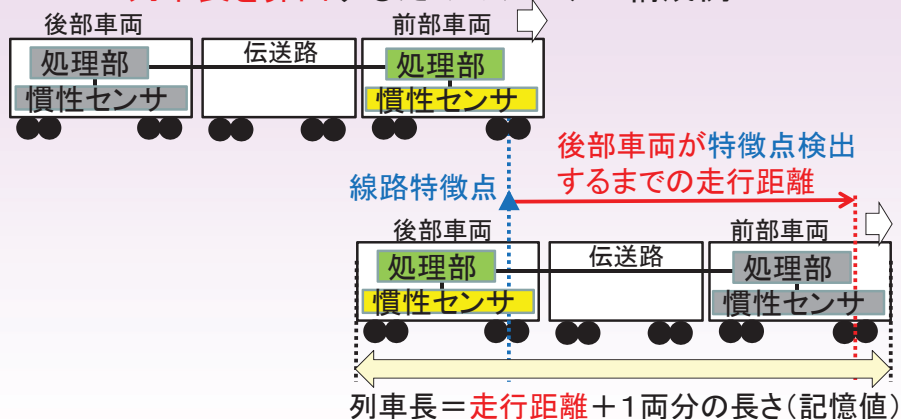 後部車両
前部車両
処理部
伝送路
処理部
慣性センサ
慣性センサ
後部車両が特徴点検出
するまでの走行距離
線路特徴点
後部車両
前部車両
処理部
伝送路
処理部
慣性センサ
慣性センサ
列車長＝走行距離＋１両分の長さ(記憶値)